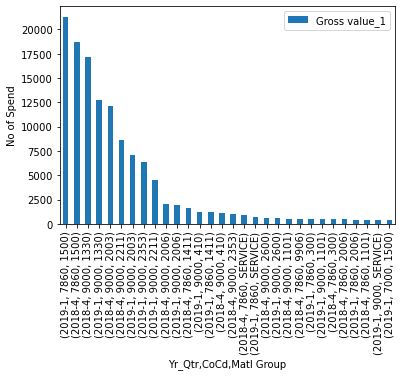 Gross value_1
No of Spend
20000
17500
15000
12500
10000
7500
5000
2500
0
(2019-1, 7860, 1500)
(2018-4, 7860, 1500)
(2018-4, 9000, 1330)
(2019-1, 9000, 1330)
(2018-4, 9000, 2003)
(2018-4, 9000, 2211)
(2019-1, 9000, 2003)
(2019-1, 9000, 2353)
(2019-1, 9000, 2211)
(2018-4, 9000, 2006)
(2019-1, 9000, 2006)
(2018-4, 7860, 1411)
(2019-1, 9000, 410)
(2019-1, 7860, 1411)
(2018-4, 9000, 410)
(2018-4, 9000, 2353)
(2018-4, 7860, SERVICE)
(2019-1, 7860, SERVICE)
(2018-4, 9000, 2600)
(2019-1, 9000, 2600)
(2018-4, 9000, 1101)
(2018-4, 7860, 9906)
(2019-1, 7860, 300)
(2019-1, 9000, 1101)
(2018-4, 7860, 300)
(2018-4, 7860, 2006)
(2019-1, 7860, 2006)
(2018-4, 7860, 1101)
(2019-1, 9000, SERVICE)
(2019-1, 7000, 1500)
Yr_Qtr,CoCd,Matl Group